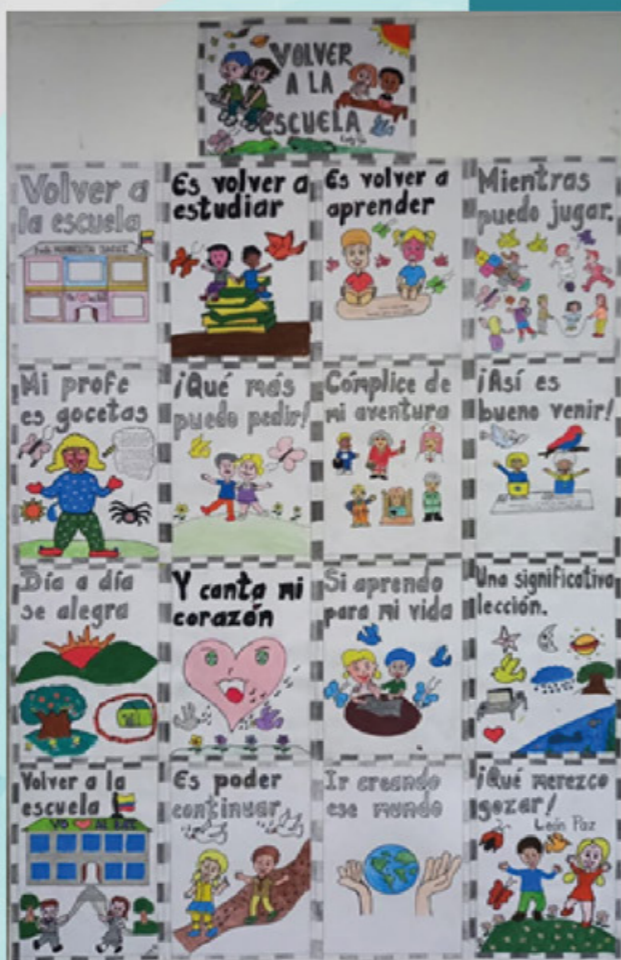 VOLVER
A LA
ESCUELA
Volver a
la escuela
Es volver a
estudiar
Es volver a
aprender
Mientras
puedo jugar.
Mi profe
es gocetas
¡Qué más
puedo pedir!
Cómplice de
mi aventura
¡Así es
bueno venir!
Día a día
se alegra
Y canta mi
corazón
Si aprendo
para mi vida
Una significativa
lección.
Volver a la
escuela
Es poder
continuar
Ir creando
ese mundo
¡Qué merezco
gozar!
León Paz